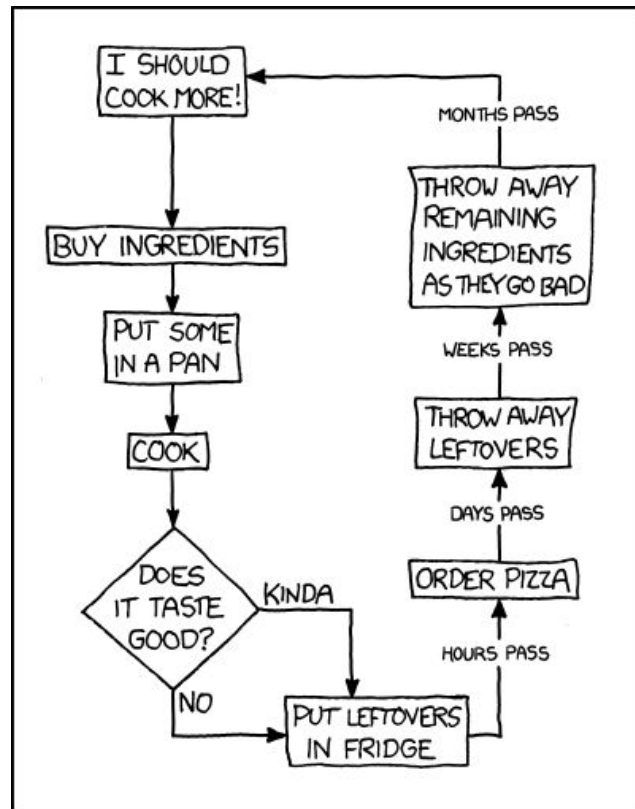 I SHOULD
COOK MORE!
BUY INGREDIENTS
PUT SOME
IN A PAN
COOK
DOES
IT TASTE
GOOD?
KINDA
NO
PUT LEFTOVERS
IN FRIDGE
HOURS PASS
ORDER PIZZA
DAYS PASS
THROW AWAY
LEFTOVERS
WEEKS PASS
THROW AWAY
REMAINING
INGREDIENTS
AS THEY GO BAD
MONTHS PASS